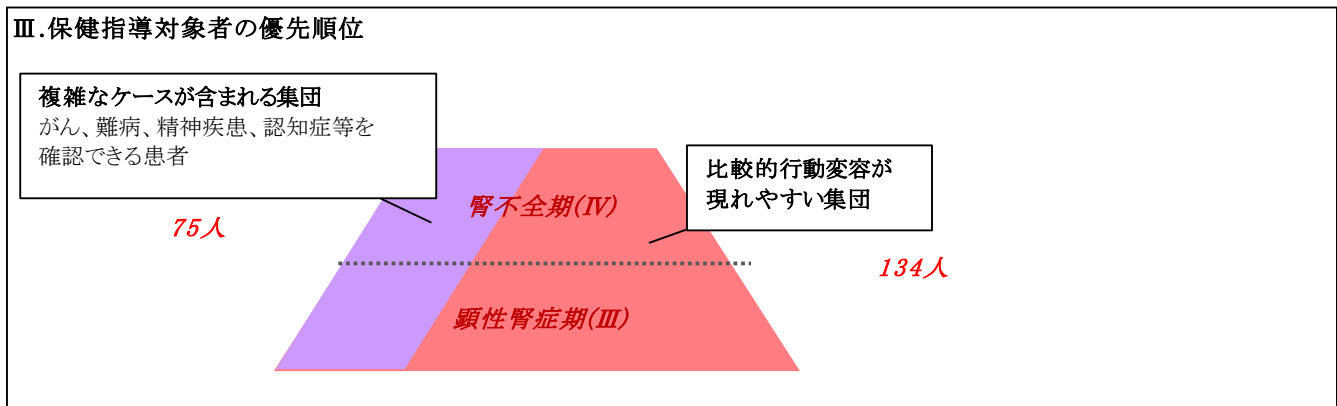 Ⅲ.保健指導対象者の優先順位
複雑なケースが含まれる集団
がん、難病、精神疾患、認知症等を
確認できる患者
比較的行動変容が
現れやすい集団
腎不全期(Ⅳ)
75人
134人
顕性腎症期(Ⅲ)